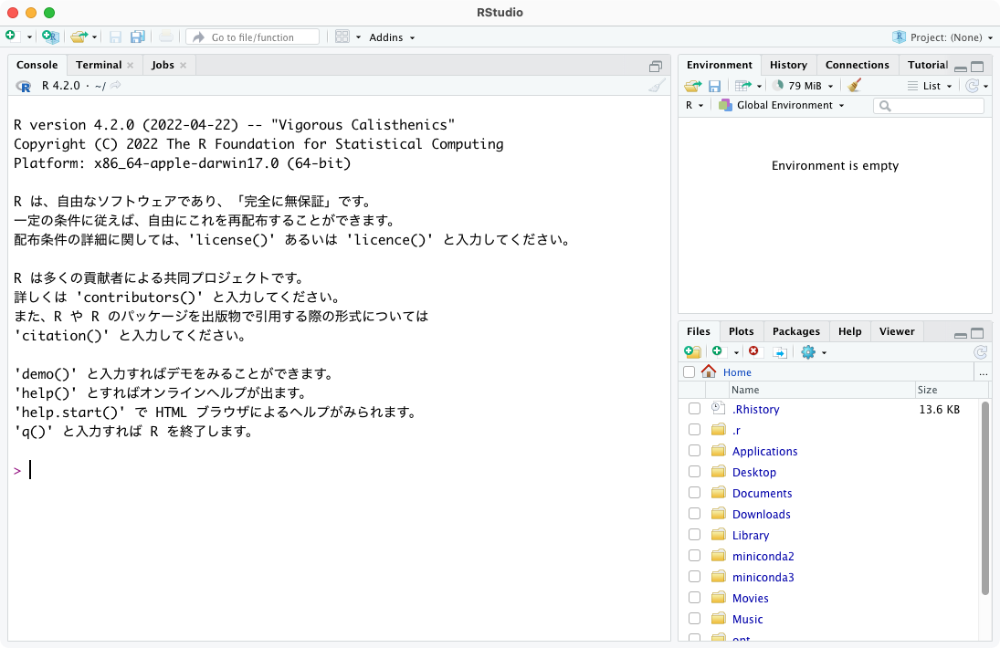 RStudio
Go to file/function
Addins
Project: (None)
Console Terminal Jobs
R 4.2.0 · ~/
R version 4.2.0 (2022-04-22) -- "Vigorous Calisthenics"
Copyright (C) 2022 The R Foundation for Statistical Computing
Platform: x86_64-apple-darwin17.0 (64-bit)
R は、自由なソフトウェアであり、「完全に無保証」です。
一定の条件に従えば、自由にこれを再配布することができます。
配布条件の詳細に関しては、'license()' あるいは 'licence()' と入力してください。
R は多くの貢献者による共同プロジェクトです。
詳しくは 'contributors()' と入力してください。
また、R や R のパッケージを出版物で引用する際の形式については
'citation()' と入力してください。
'demo()' と入力すればデモをみることができます。
'help()' とすればオンラインヘルプが出ます。
'help.start()' で HTML ブラウザによるヘルプがみられます。
'q()' と入力すれば R を終了します。
>
Environment History Connections Tutorial
79 MiB List
R Global Environment
Environment is empty
Files Plots Packages Help Viewer
Home ...
Name Size
.Rhistory 13.6 KB
.r
Applications
Desktop
Documents
Downloads
Library
miniconda2
miniconda3
Movies
Music